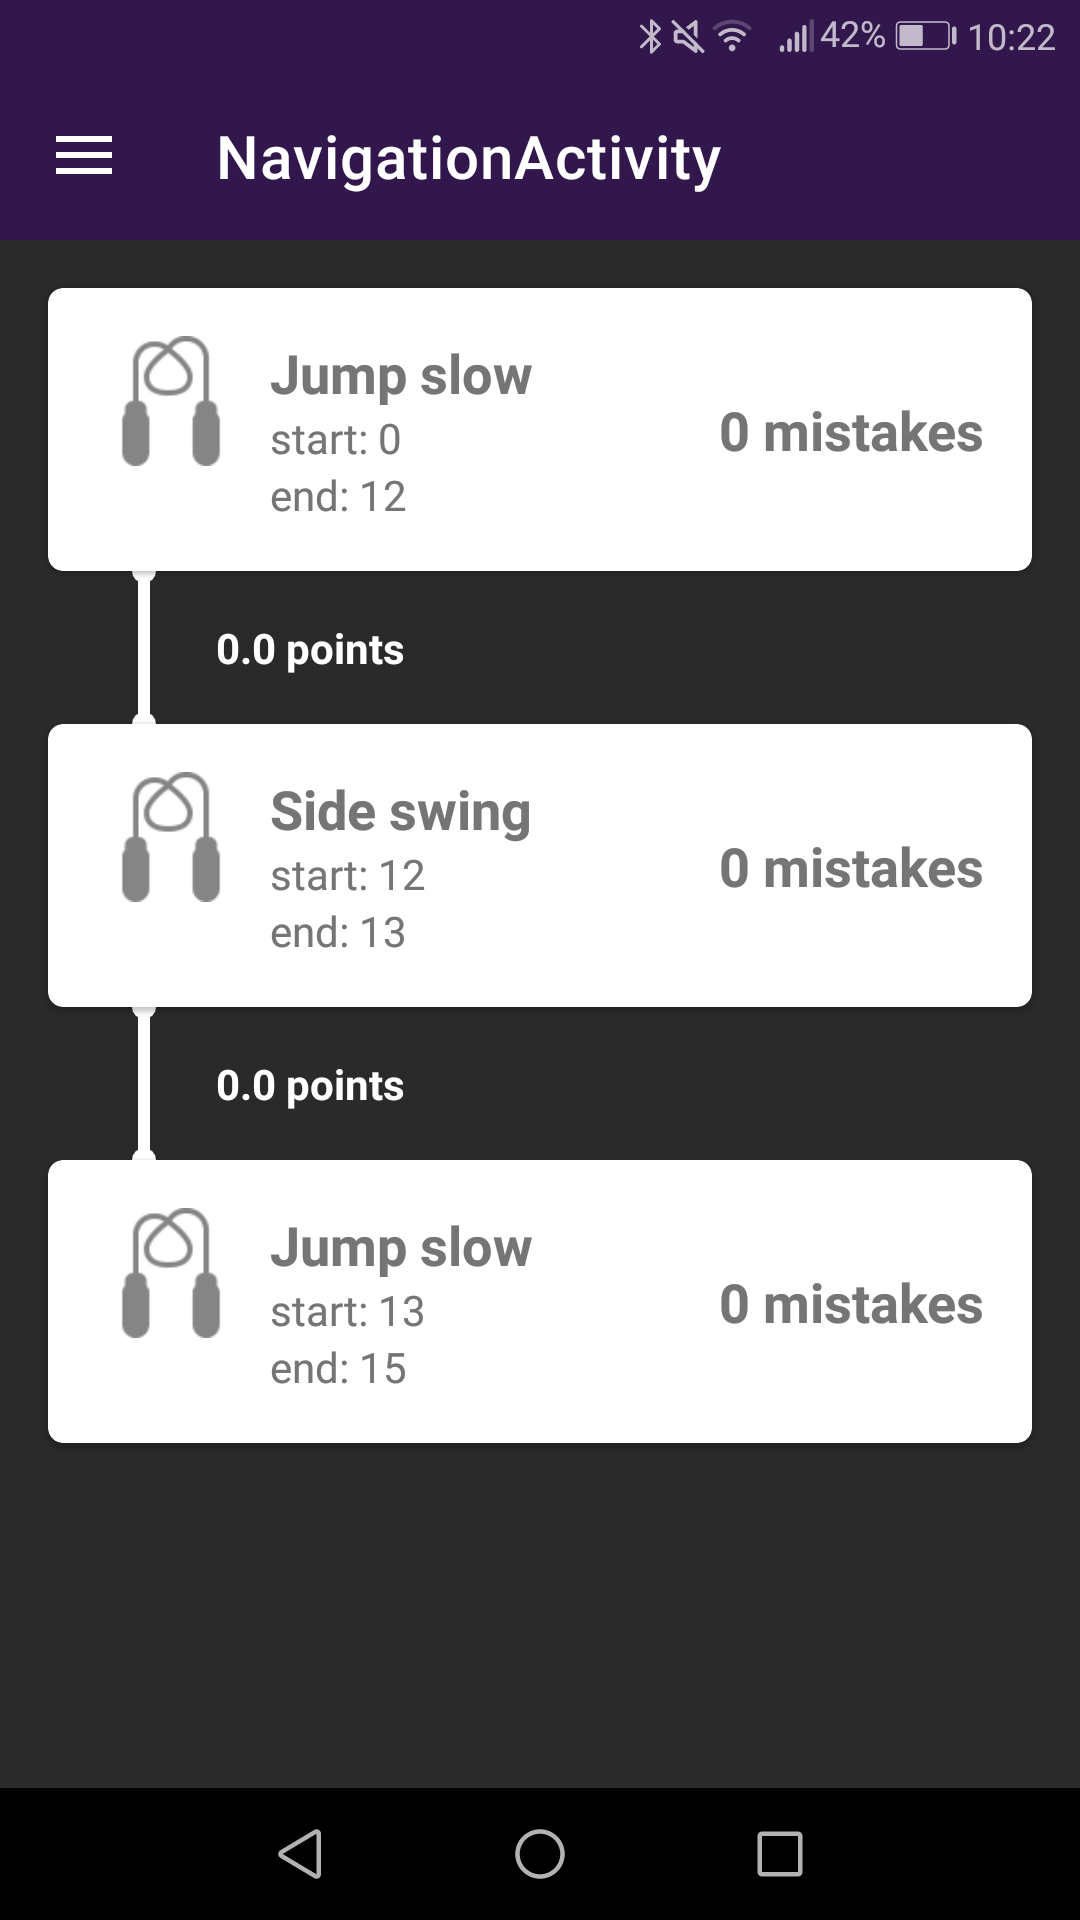 42% 10:22
NavigationActivity
Jump slow
start: 0
end: 12
0 mistakes
0.0 points
Side swing
start: 12
end: 13
0 mistakes
0.0 points
Jump slow
start: 13
end: 15
0 mistakes